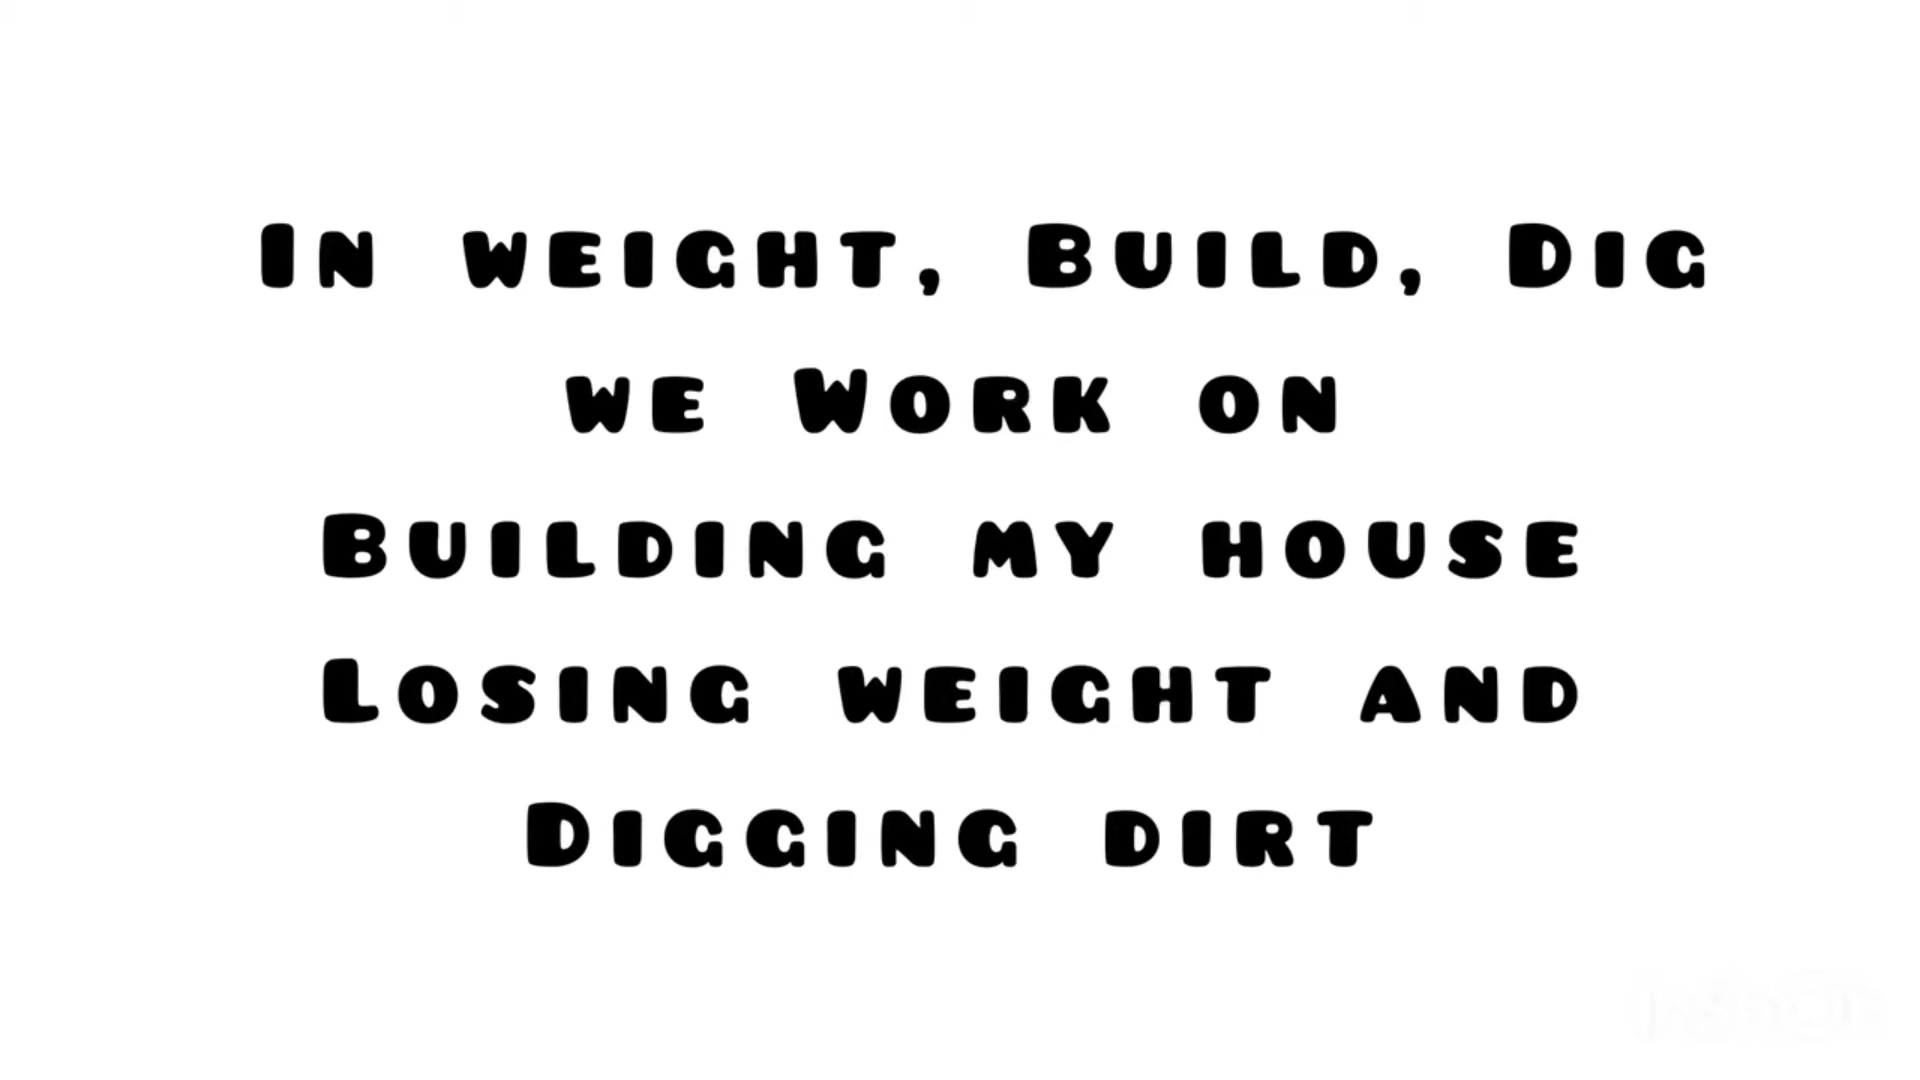 In weight, Build, Dig
we Work on
Building my house
Losing weight and
Digging dirt